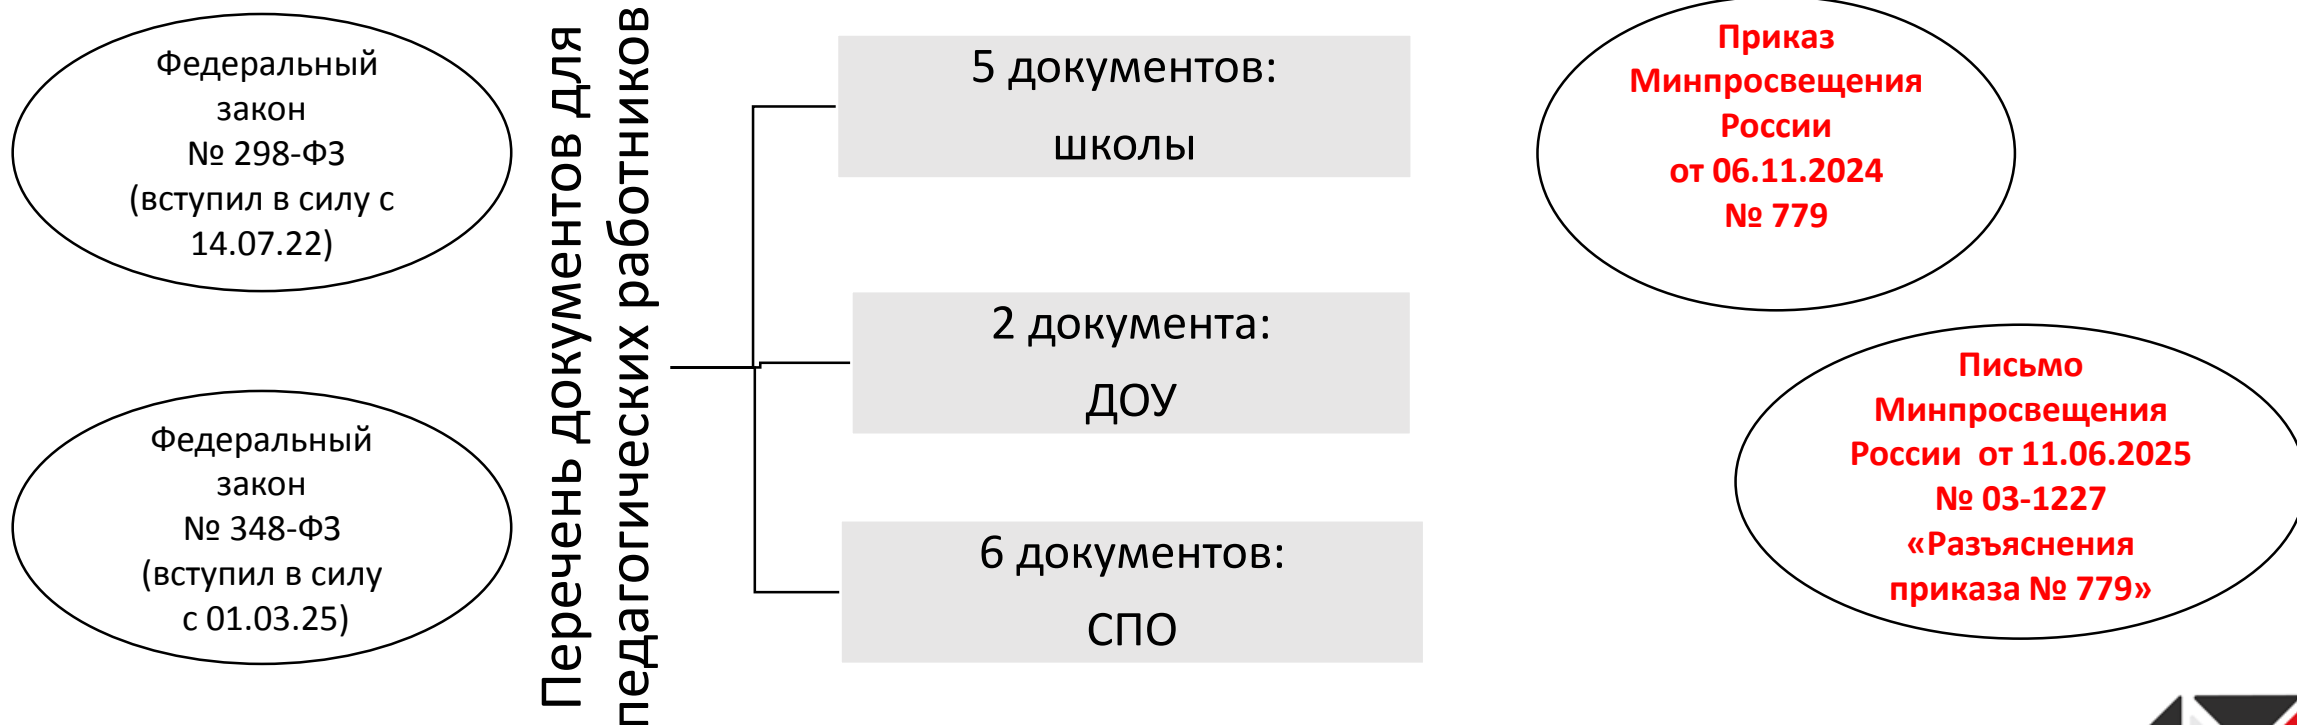 Федеральный
закон
№ 298-ФЗ
(вступил в силу с
14.07.22)
Федеральный
закон
№ 348-ФЗ
(вступил в силу
с 01.03.25)
Перечень документов для
педагогических работников
5 документов:
школы
2 документа:
ДОУ
6 документов:
СПО
Приказ
Минпросвещения
России
от 06.11.2024
№ 779
Письмо
Минпросвещения
России от 11.06.2025
№ 03-1227
«Разъяснения
приказа № 779»